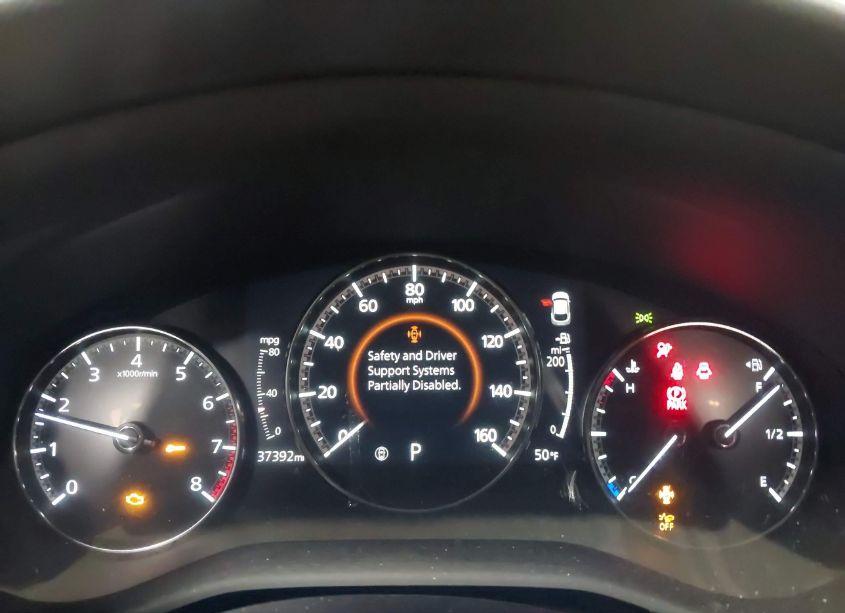 0
1
2
3
4
5
6
7
8
x1000r/min
mpg
80
40
0
37392mi
0
20
40
60
80
mph
100
120
140
160
Safety and Driver
Support Systems
Partially Disabled.
P
mi
200
0
50°F
H
C
PARK
OFF
F
1/2
E